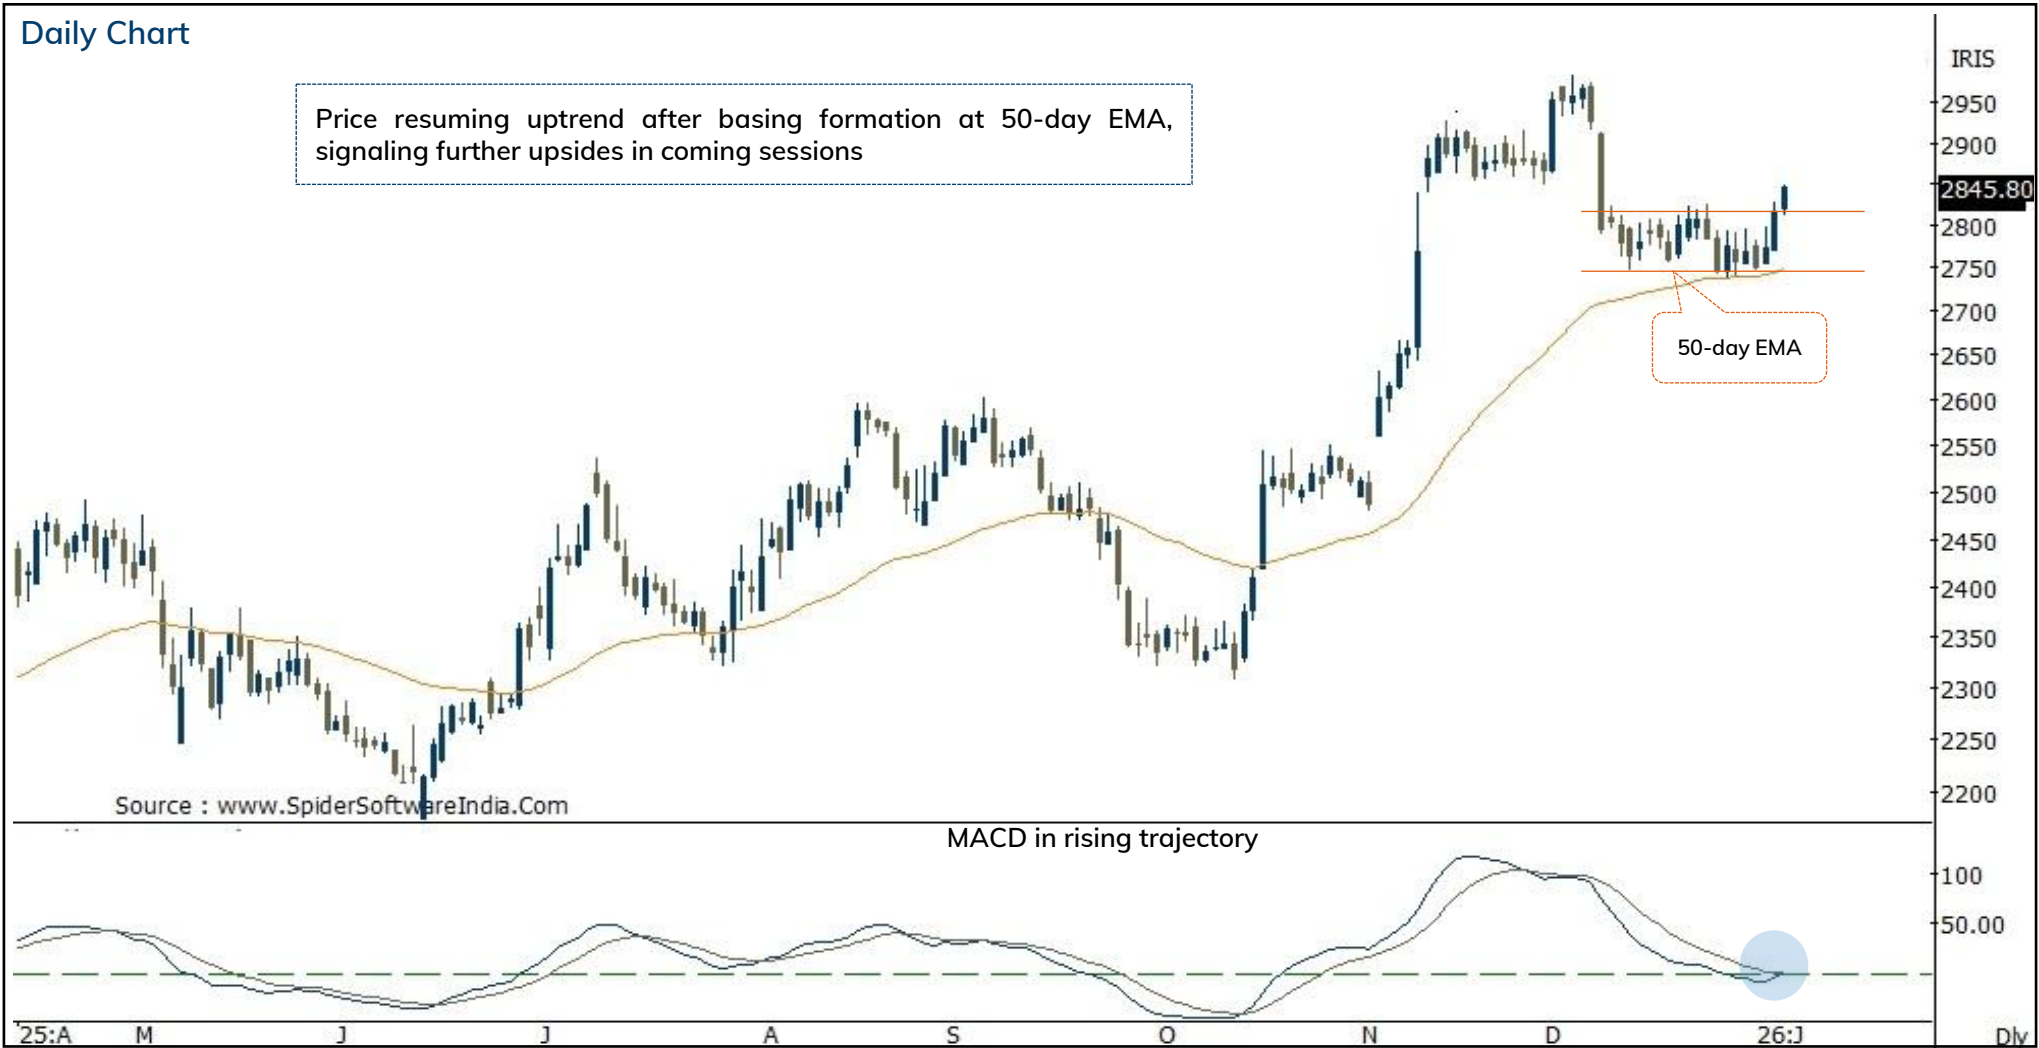 Daily Chart
IRIS
Price resuming uptrend after basing formation at 50-day EMA,
signaling further upsides in coming sessions
2950
2900
2845.80
2800
2750
2700
50-day EMA
2650
2600
2550
2500
2450
2400
2350
2300
2250
2200
Source : www.SpiderSoftwareIndia.Com
MACD in rising trajectory
100
50.00
'25:A M J J A S O N D 26:J Dly